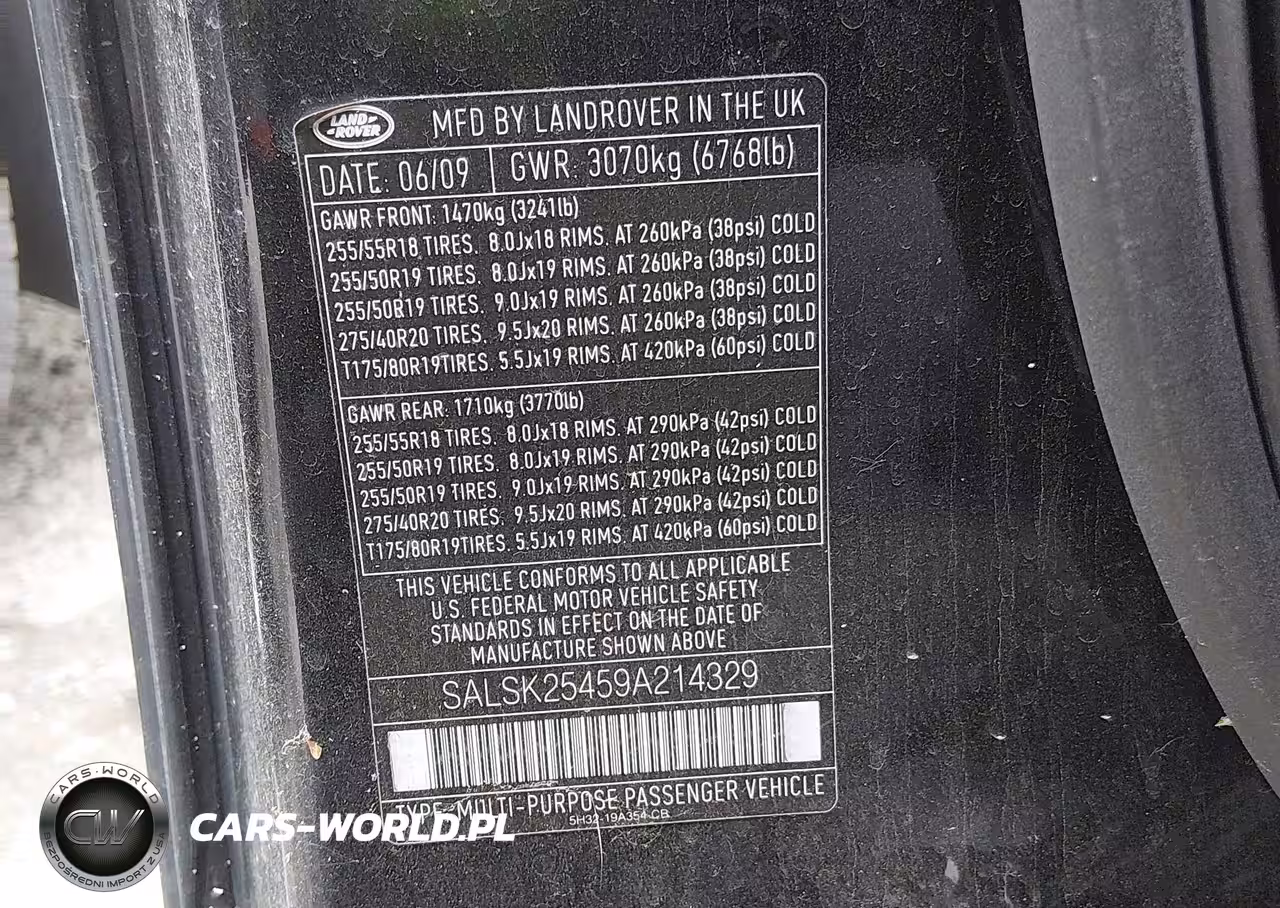 LAND ROVER
MFD BY LANDROVER IN THE UK
DATE: 06/09 GWR: 3070kg (6768lb)
GAWR FRONT: 1470kg (3241lb)
255/55R18 TIRES. 8.0Jx18 RIMS. AT 260kPa (38psi) COLD
255/50R19 TIRES. 8.0Jx19 RIMS. AT 260kPa (38psi) COLD
255/50R19 TIRES. 9.0Jx19 RIMS. AT 260kPa (38psi) COLD
275/40R20 TIRES. 9.5Jx20 RIMS. AT 260kPa (38psi) COLD
T175/80R19TIRES. 5.5Jx19 RIMS. AT 420kPa (60psi) COLD
GAWR REAR: 1710kg (3770lb)
255/55R18 TIRES. 8.0Jx18 RIMS. AT 290kPa (42psi) COLD
255/50R19 TIRES. 8.0Jx19 RIMS. AT 290kPa (42psi) COLD
255/50R19 TIRES. 9.0Jx19 RIMS. AT 290kPa (42psi) COLD
275/40R20 TIRES. 9.5Jx20 RIMS. AT 290kPa (42psi) COLD
T175/80R19TIRES. 5.5Jx19 RIMS. AT 420kPa (60psi) COLD
THIS VEHICLE CONFORMS TO ALL APPLICABLE
U.S. FEDERAL MOTOR VEHICLE SAFETY
STANDARDS IN EFFECT ON THE DATE OF
MANUFACTURE SHOWN ABOVE
SALSK25459A214329
TYPE: MULTI-PURPOSE PASSENGER VEHICLE
5H32-19A354 CB
CARS-WORLD
CW
BEZPOŚREDNI IMPORT Z USA
CARS-WORLD.PL